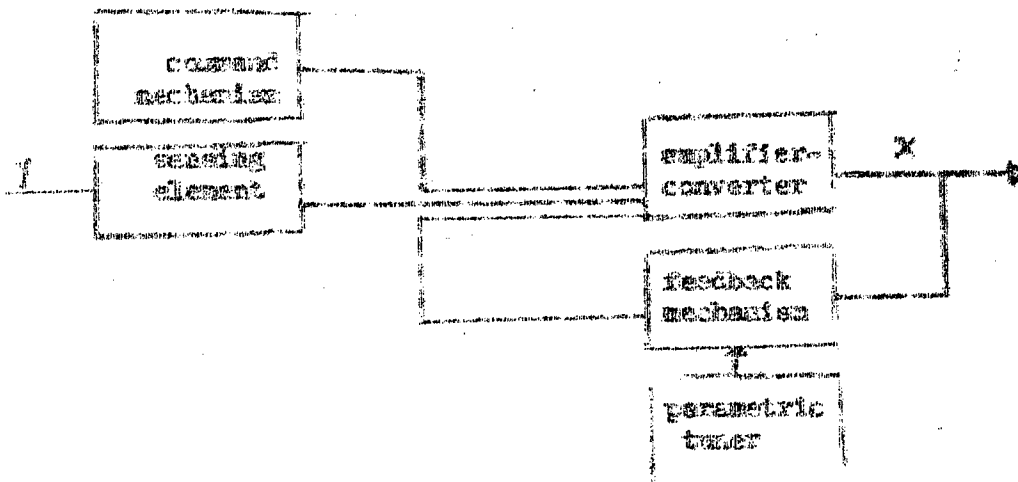 command
mechanism
sensing
element
amplifier-
converter
X
feedback
mechanism
parametric
tuner